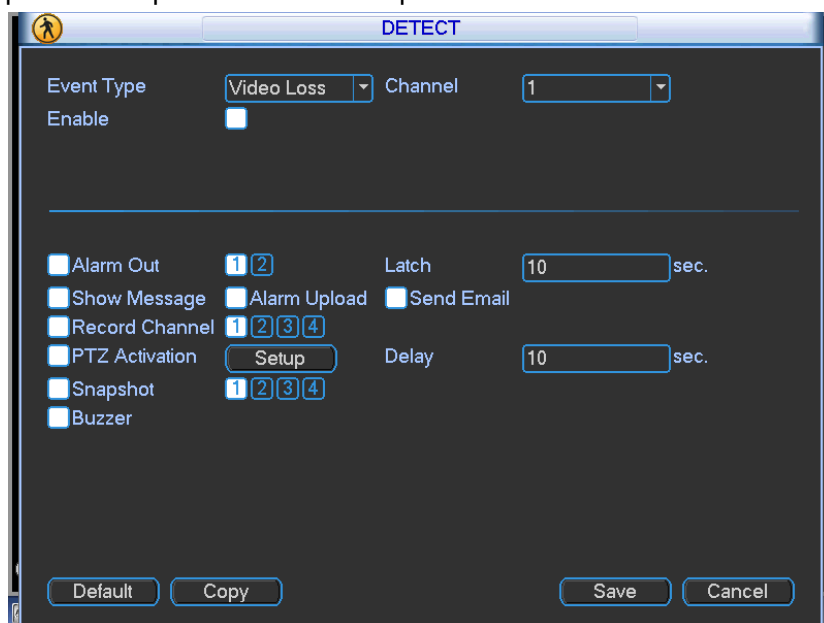 DETECT
Event Type Video Loss Channel 1
Enable
Alarm Out 1 2 Latch 10 sec.
Show Message Alarm Upload Send Email
Record Channel 1 2 3 4
PTZ Activation Setup Delay 10 sec.
Snapshot 1 2 3 4
Buzzer
Default Copy Save Cancel